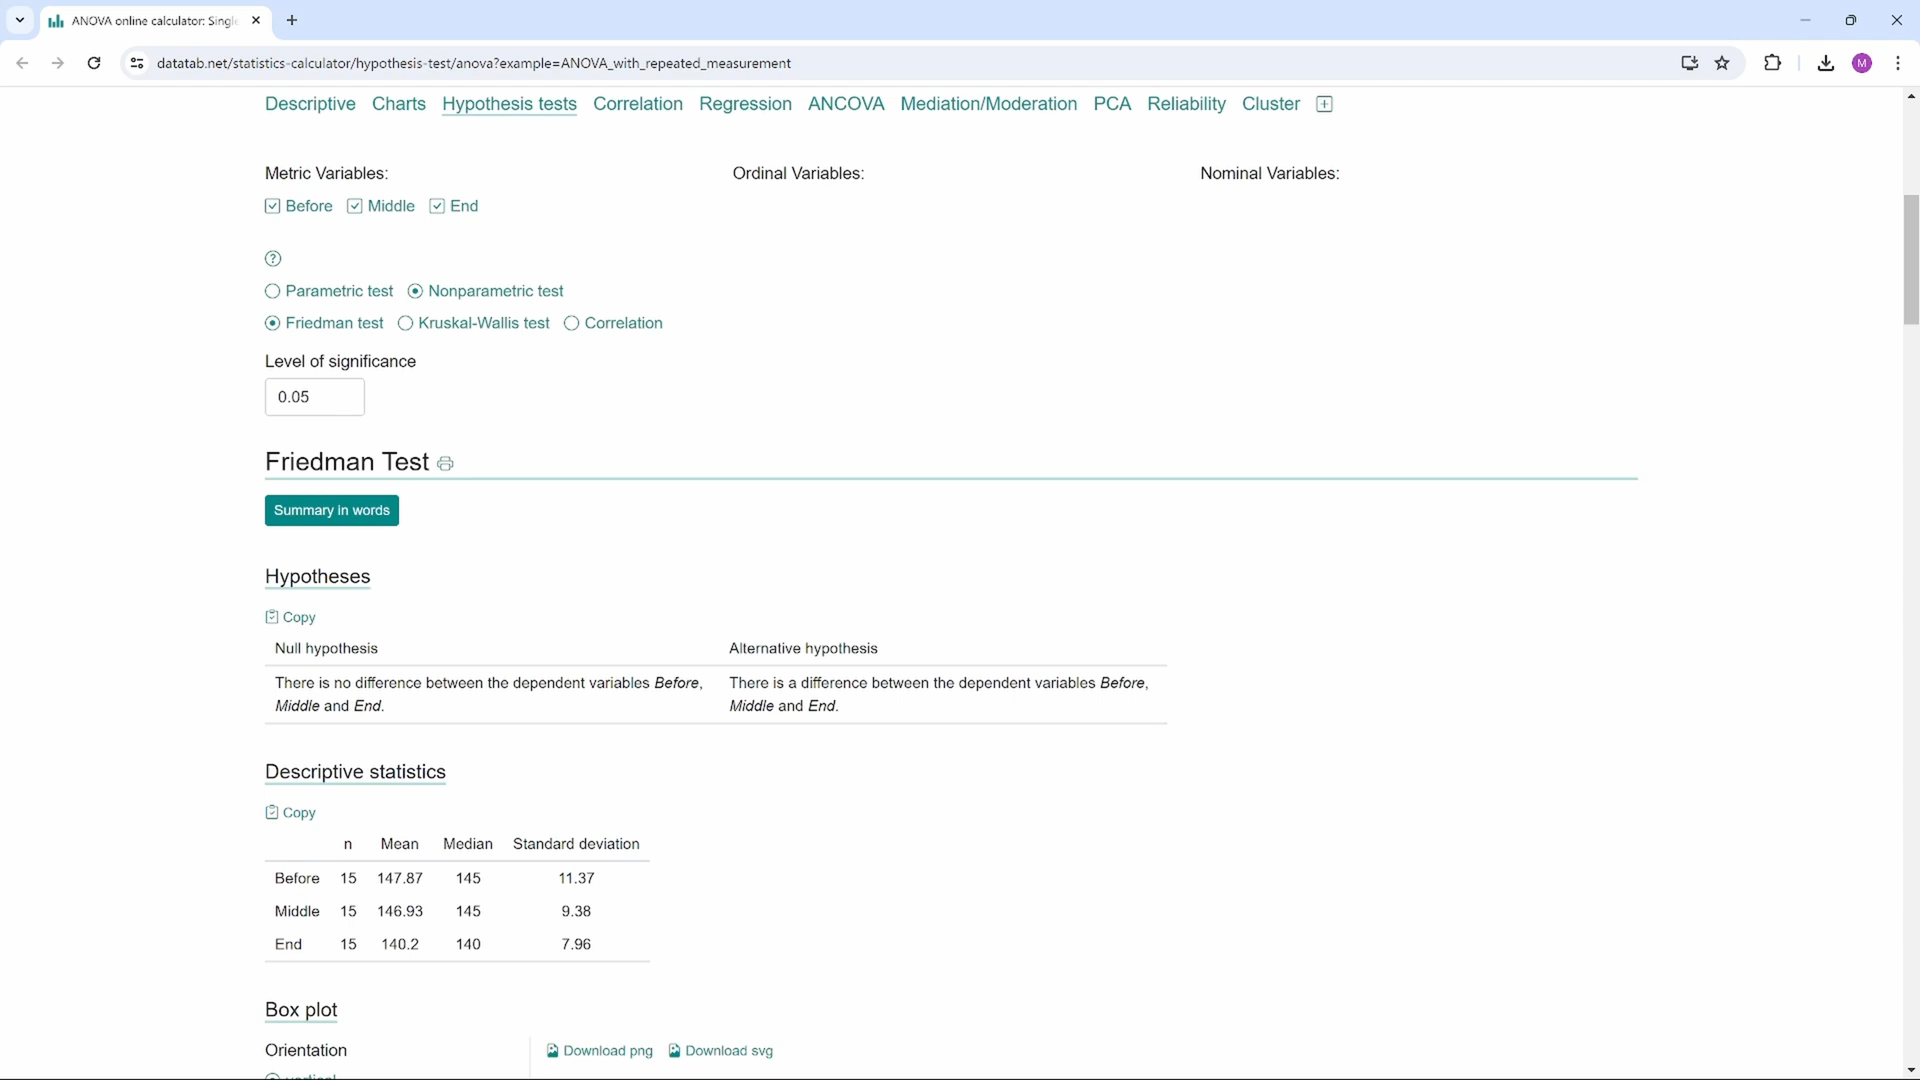 ANOVA online calculator: Singl
datatab.net/statistics-calculator/hypothesis-test/anova?example=ANOVA_with_repeated_measurement
M
Descriptive Charts Hypothesis tests Correlation Regression ANCOVA Mediation/Moderation PCA Reliability Cluster
Metric Variables: Ordinal Variables: Nominal Variables:
Before Middle End
Parametric test Nonparametric test
Friedman test Kruskal-Wallis test Correlation
Level of significance
0.05
Friedman Test
Summary in words
Hypotheses
Copy
Null hypothesis Alternative hypothesis
There is no difference between the dependent variables Before, There is a difference between the dependent variables Before,
Middle and End. Middle and End.
Descriptive statistics
Copy
n Mean Median Standard deviation
Before 15 147.87 145 11.37
Middle 15 146.93 145 9.38
End 15 140.2 140 7.96
Box plot
Orientation Download png Download svg